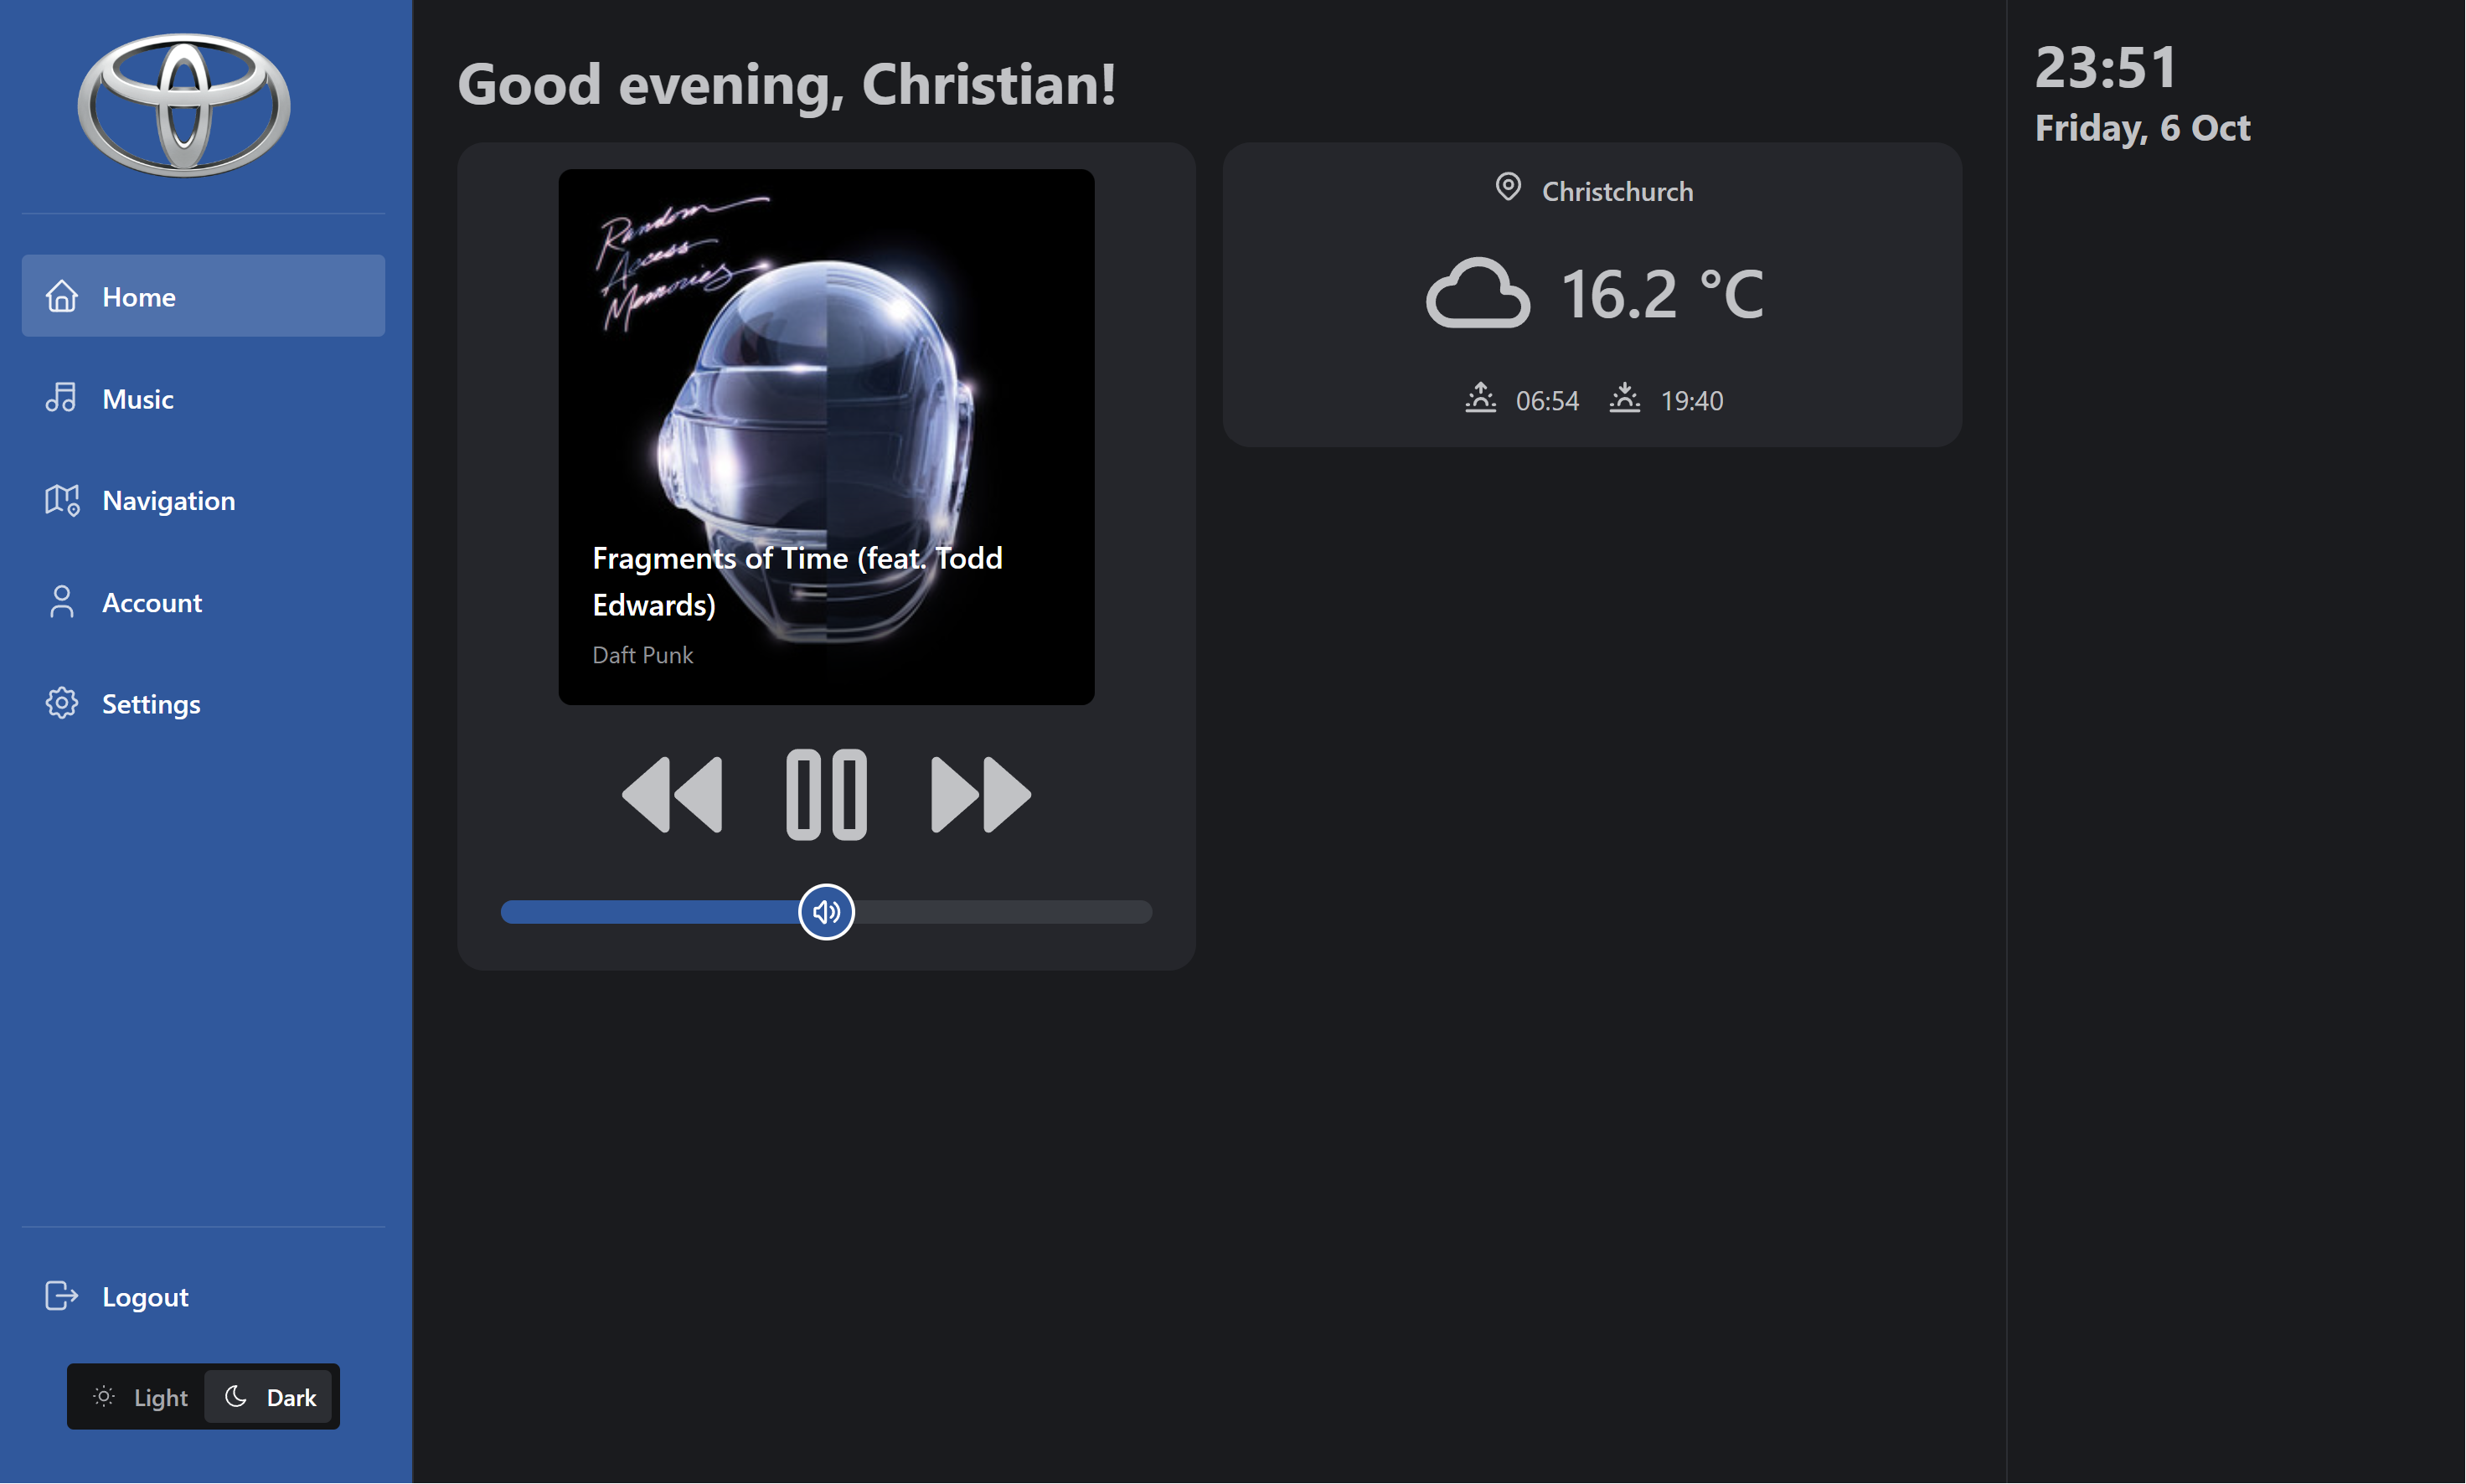 Home
Music
Navigation
Account
Settings
Logout
Light
Dark
Good evening, Christian!
Random
Access
Memories
Fragments of Time (feat. Todd
Edwards)
Daft Punk
Christchurch
16.2 °C
06:54
19:40
23:51
Friday, 6 Oct